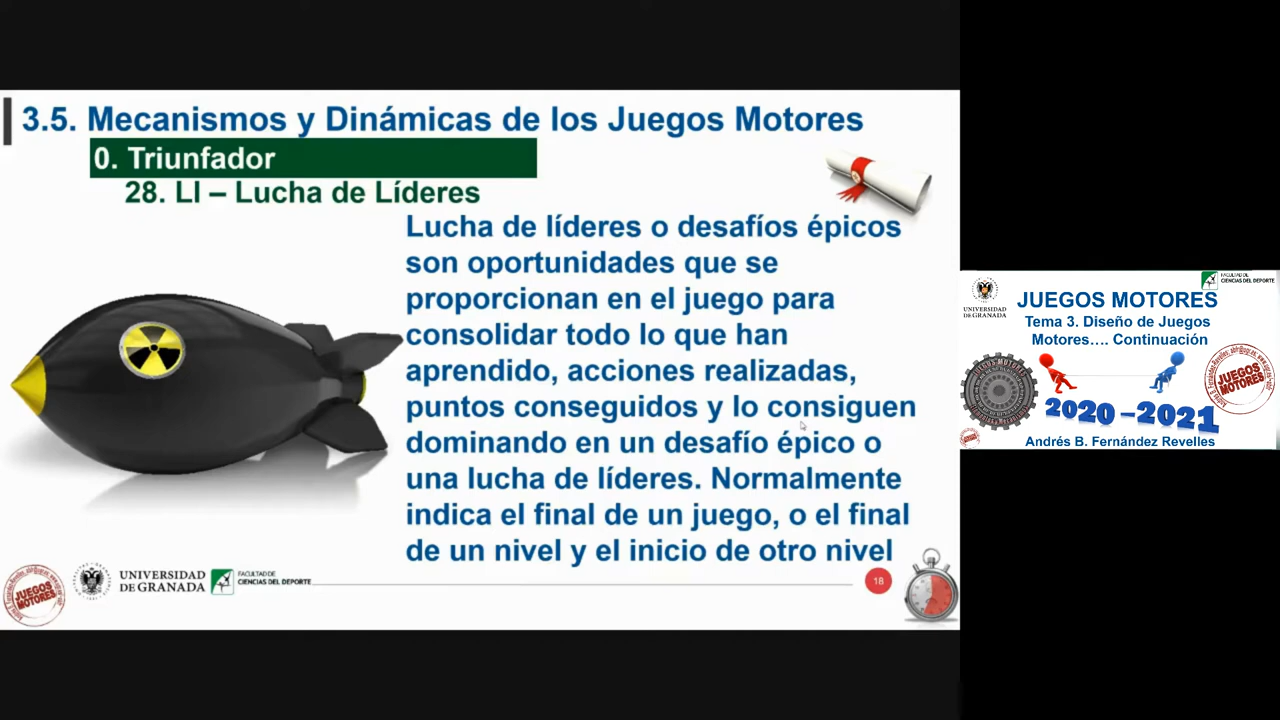 3.5. Mecanismos y Dinámicas de los Juegos Motores
0. Triunfador
28. LI – Lucha de Líderes
Lucha de líderes o desafíos épicos
son oportunidades que se
proporcionan en el juego para
consolidar todo lo que han
aprendido, acciones realizadas,
puntos conseguidos y lo consiguen
dominando en un desafío épico o
una lucha de líderes. Normalmente
indica el final de un juego, o el final
de un nivel y el inicio de otro nivel
JUEGOS
MOTORES
UNIVERSIDAD
DE GRANADA
FACULTAD DE
CIENCIAS DEL DEPORTE
18
UNIVERSIDAD
DE GRANADA
FACULTAD DE
CIENCIAS DEL DEPORTE
JUEGOS MOTORES
Tema 3. Diseño de Juegos
Motores.... Continuación
JUEGOS
MOTORES
2020 –2021
Andrés B. Fernández Revelles